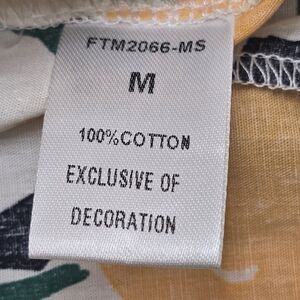 FTM2066-MS
M
100%COTTON
EXCLUSIVE OF
DECORATION